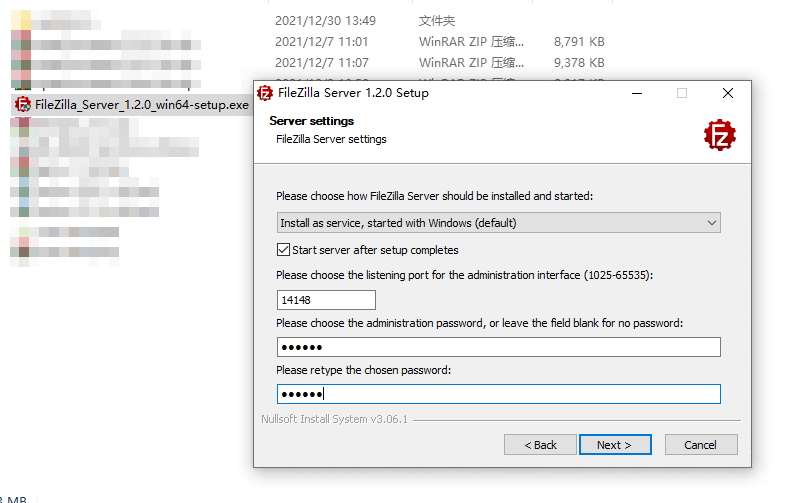 2021/12/30 13:49 文件夹
2021/12/7 11:01 WinRAR ZIP 压缩... 8,791 KB
2021/12/7 11:07 WinRAR ZIP 压缩... 9,378 KB
FileZilla_Server_1.2.0_win64-setup.exe
FileZilla Server 1.2.0 Setup
Server settings
FileZilla Server settings
Fz
Please choose how FileZilla Server should be installed and started:
Install as service, started with Windows (default)
Start server after setup completes
Please choose the listening port for the administration interface (1025-65535):
14148
Please choose the administration password, or leave the field blank for no password:
●●●●●●
Please retype the chosen password:
●●●●●●
Nullsoft Install System v3.06.1
< Back Next > Cancel
MB